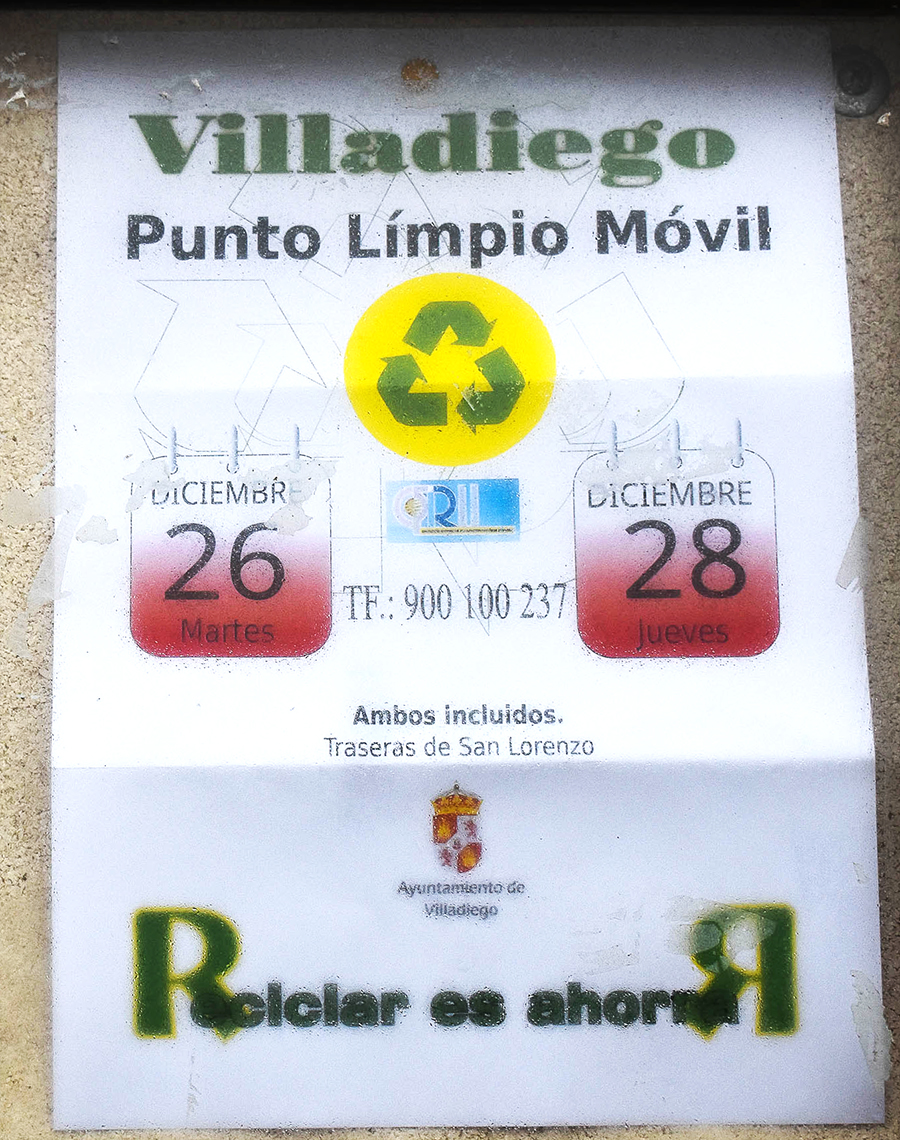 Villadiego
Punto Límpio Móvil
DICIEMBRE
26
Martes
TF.: 900 100 237
DICIEMBRE
28
Jueves
Ambos incluidos.
Traseras de San Lorenzo
Ayuntamiento de
Villadiego
Reciclar es ahorraR